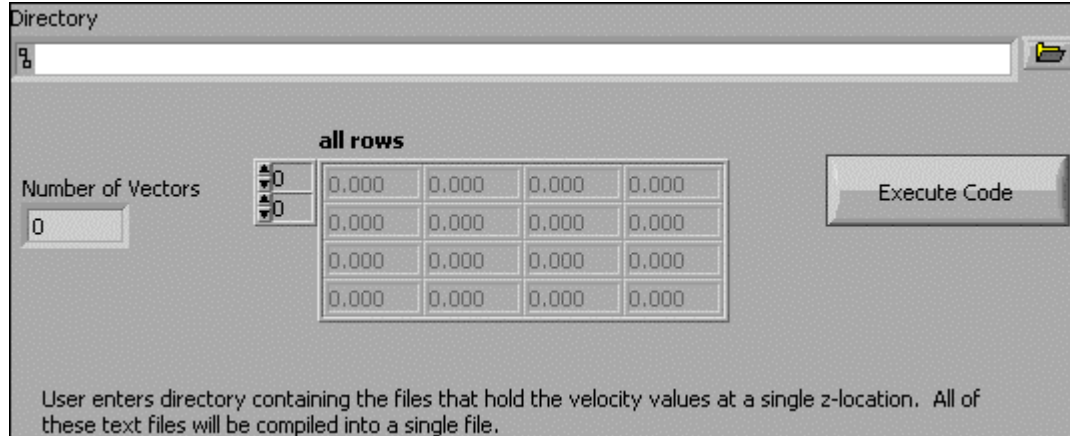 Directory
all rows
Number of Vectors
0
0
0
0.000 0.000 0.000 0.000
0.000 0.000 0.000 0.000
0.000 0.000 0.000 0.000
0.000 0.000 0.000 0.000
Execute Code
User enters directory containing the files that hold the velocity values at a single z-location. All of
these text files will be compiled into a single file.